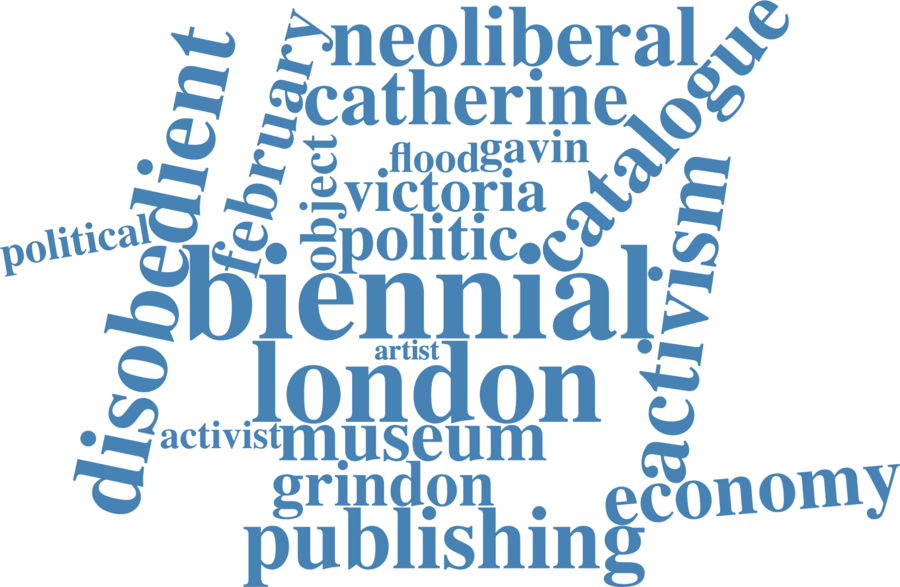 neoliberal
catherine
catalogue
disobedient
february
object
flood
gavin
victoria
political
politic
biennial
activism
artist
london
activist
museum
grindon
economy
publishing